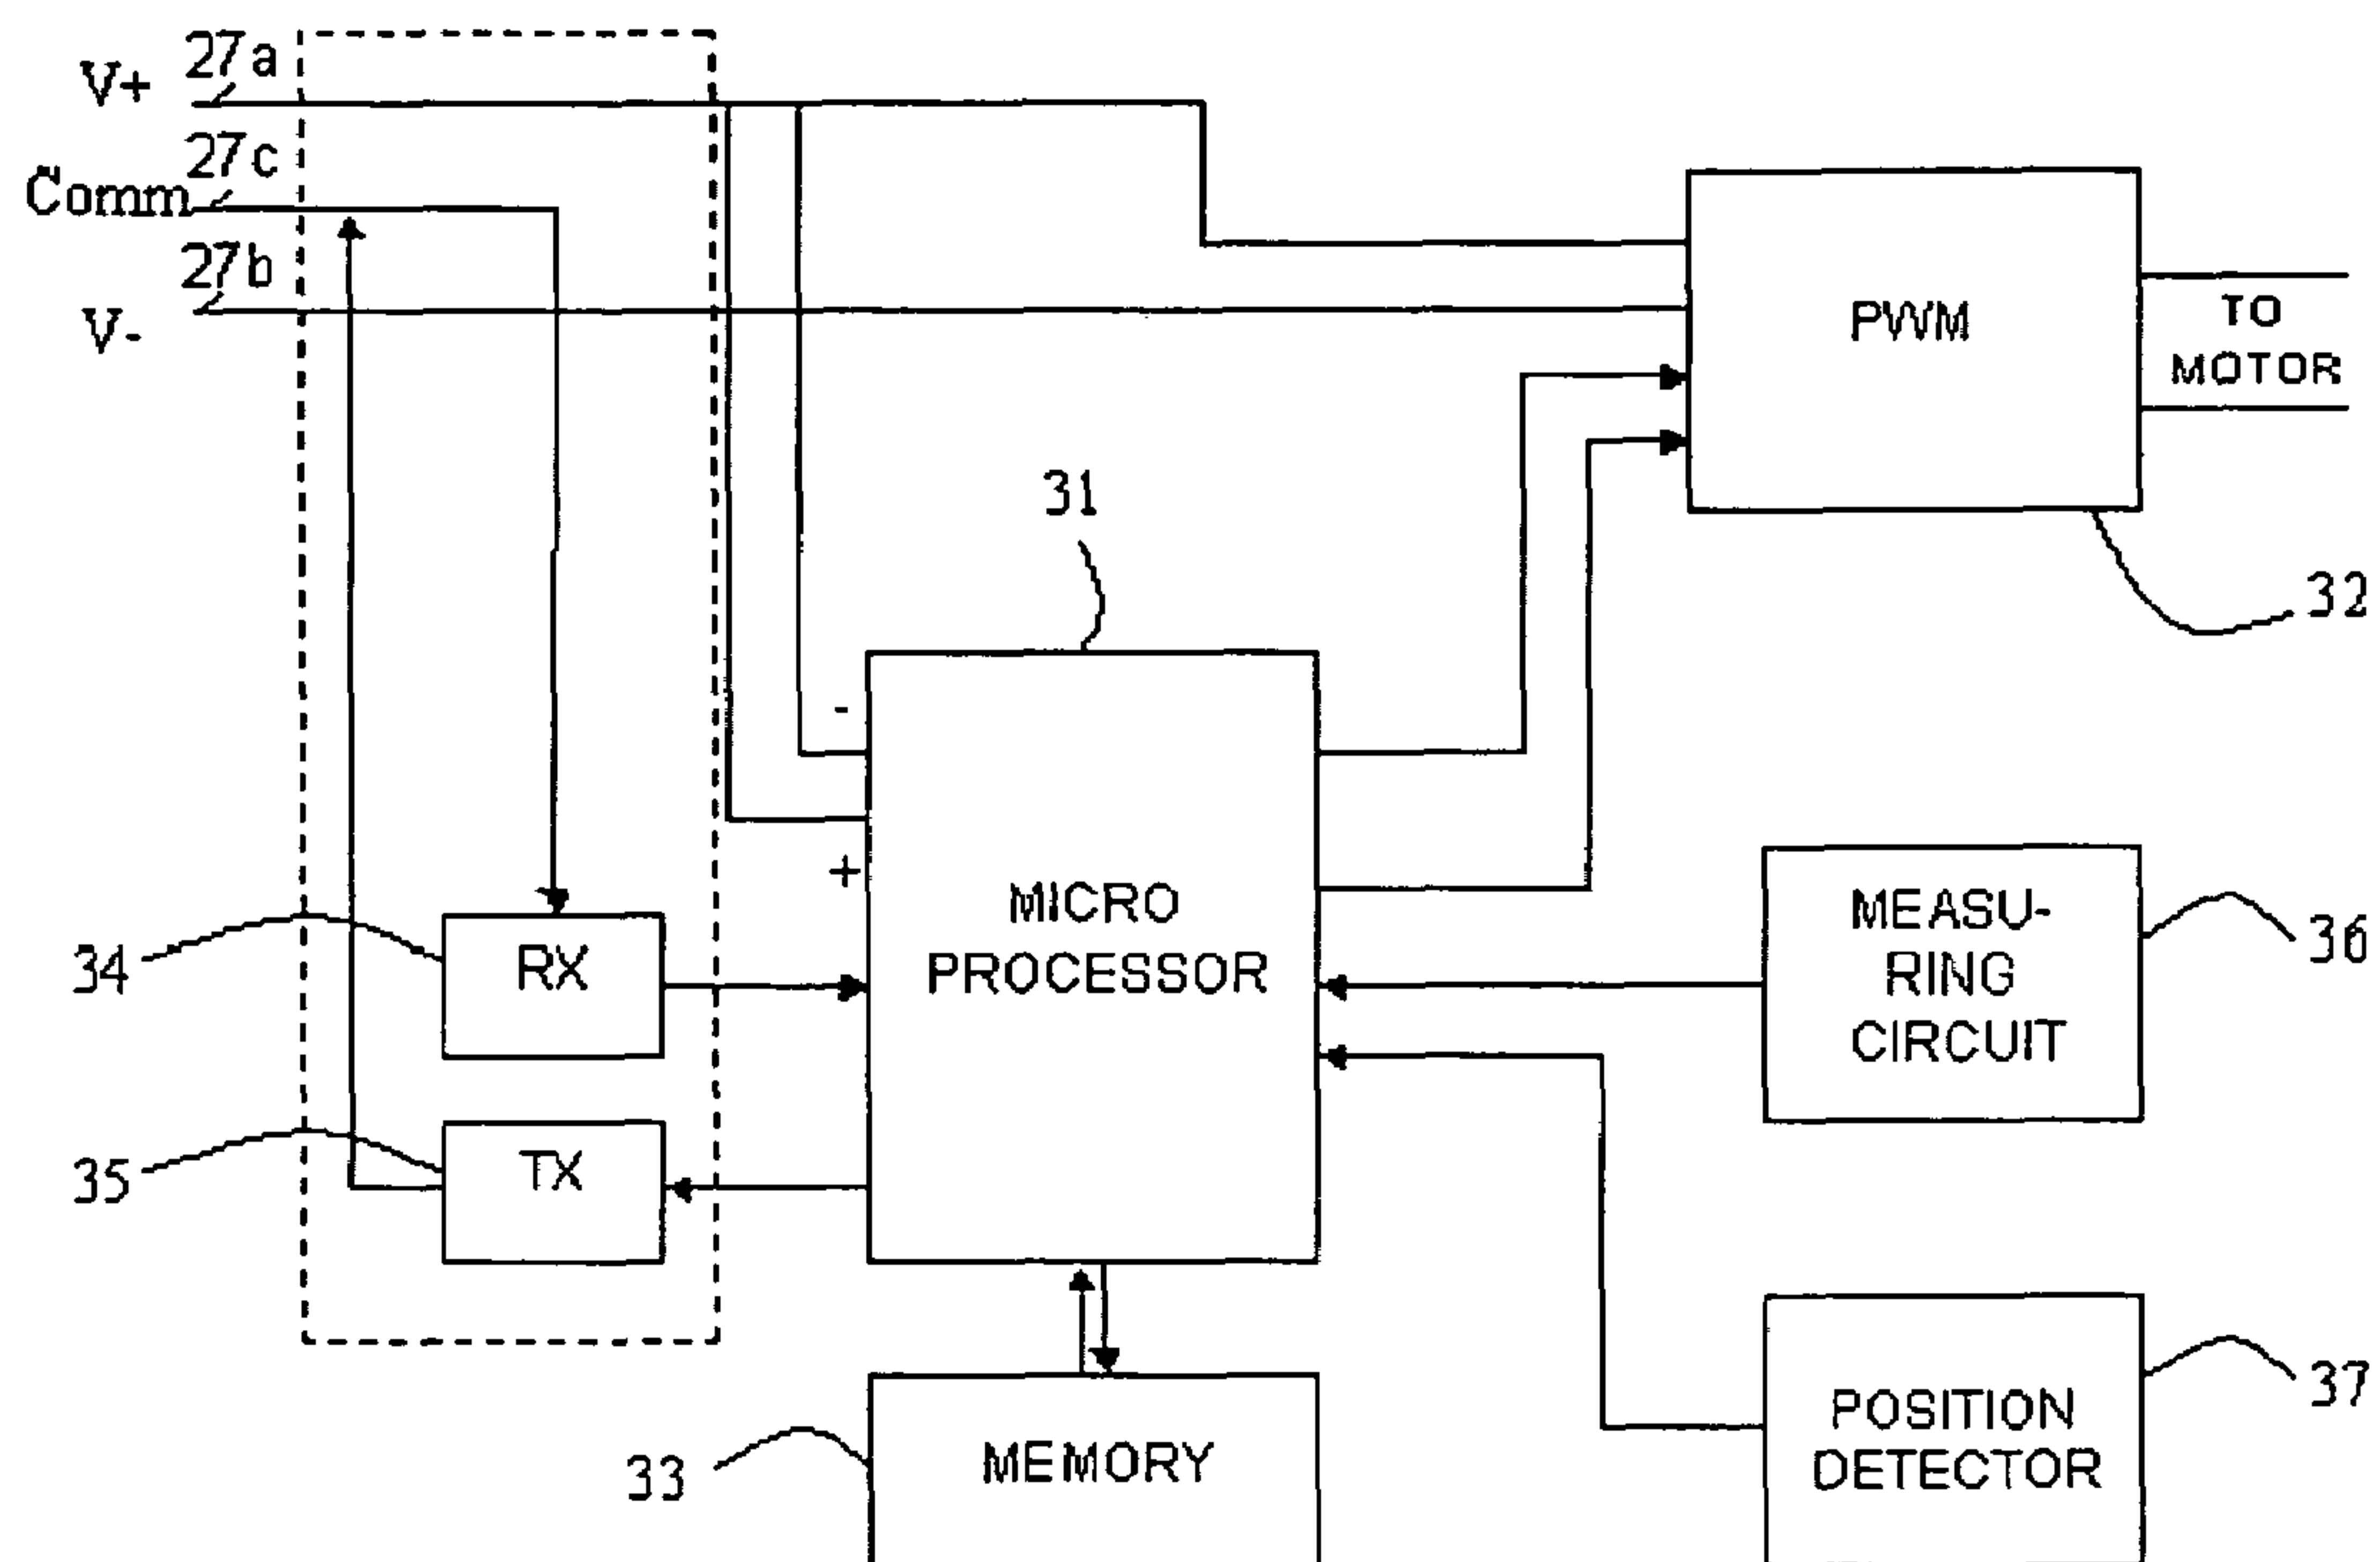 27a
V+
27c
Comm
27b
V-
PWM
TO
MOTOR
31
32
-
+
MICRO
PROCESSOR
MEASU-
RING
CIRCUIT
36
34
RX
35
TX
37
POSITION
DETECTOR
33
MEMORY